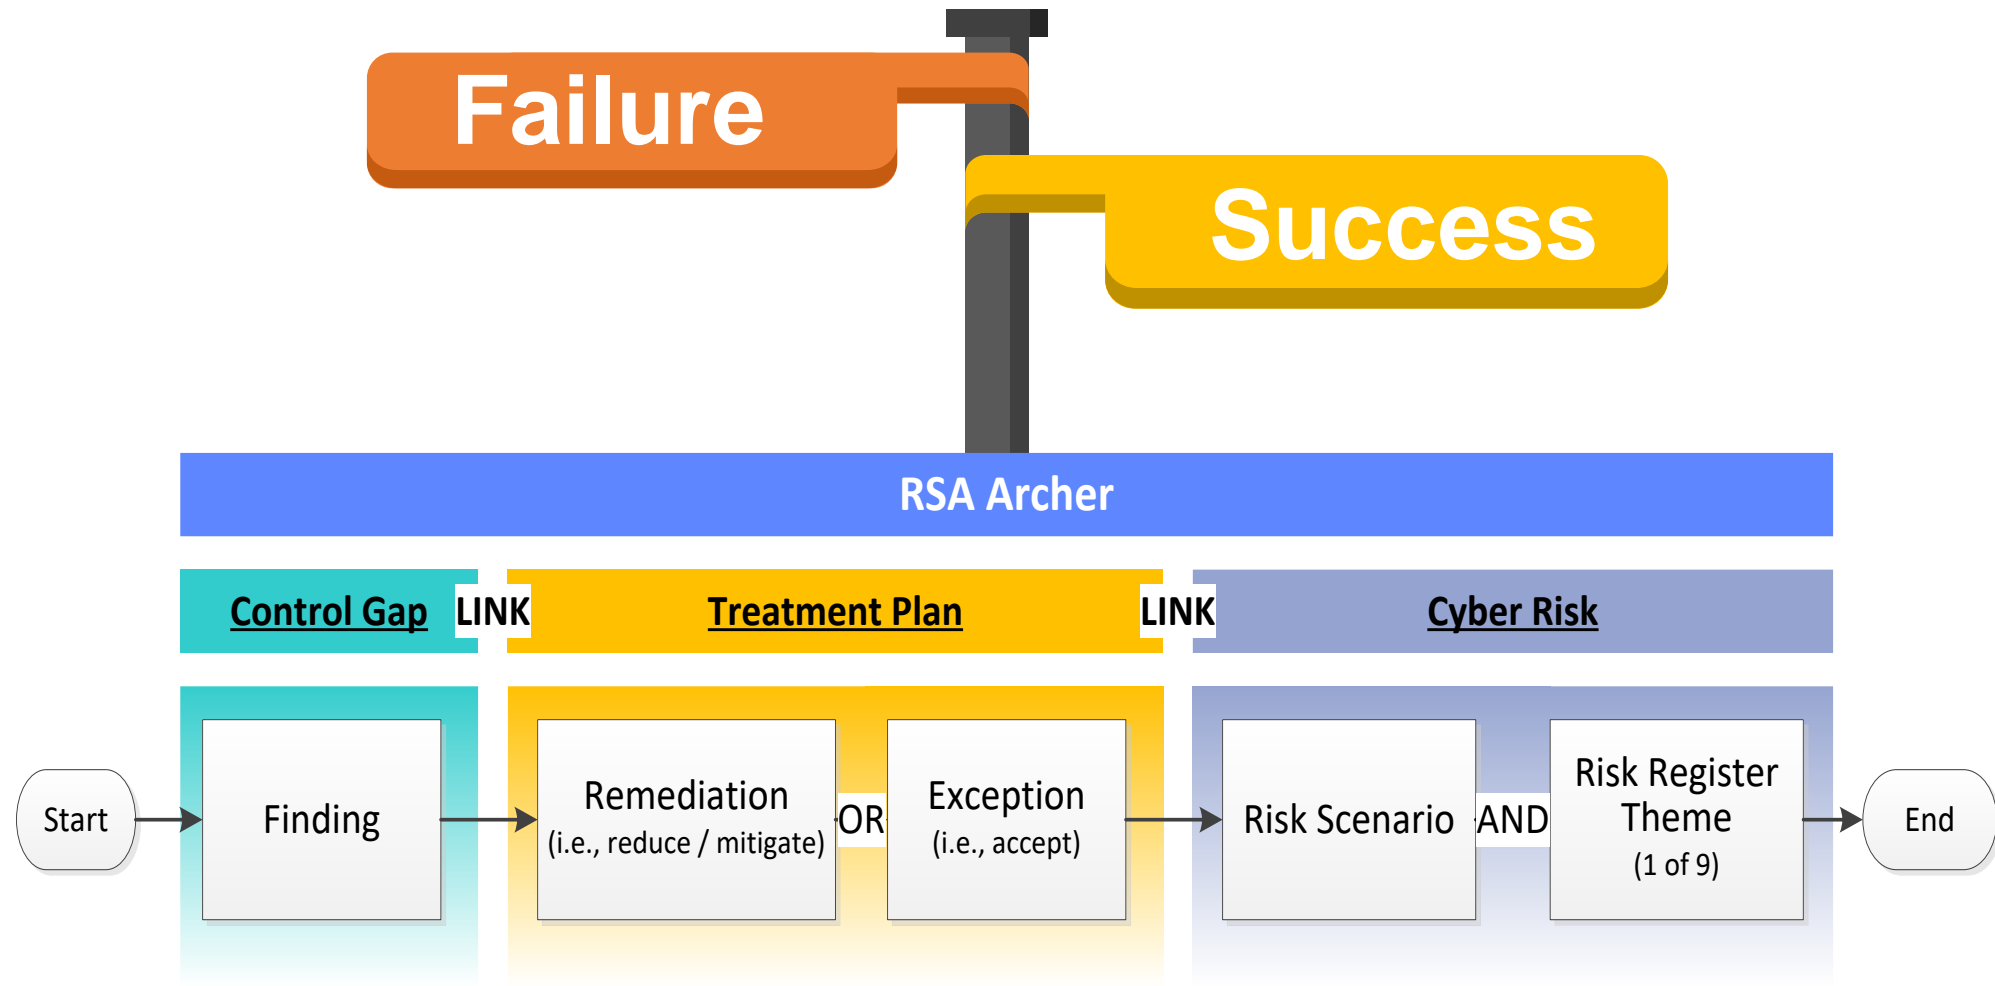 Failure
Success
RSA Archer
Control Gap
LINK
Treatment Plan
LINK
Cyber Risk
Start
Finding
Remediation
(i.e., reduce / mitigate)
OR
Exception
(i.e., accept)
Risk Scenario
AND
Risk Register
Theme
(1 of 9)
End